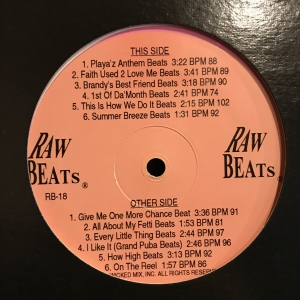 THIS SIDE
1. Playa'z Anthem Beats 3:22 BPM 88
2. Faith Used 2 Love Me Beats 3:41 BPM 89
3. Brandy's Best Friend Beats 3:18 BPM 90
4. 1st Of Da'Month Beats 2:41 BPM 74
5. This Is How We Do It Beats 2:15 BPM 102
6. Summer Breeze Beats 1:31 BPM 92
RAW
BEATS®
RB-18
RAW
BEATS.
OTHER SIDE
1. Give Me One More Chance Beat 3:36 BPM 91
2. All About My Fetti Beats 1:53 BPM 81
3. Every Little Thing Beats 2:47 BPM 94
4. I Like It (Grand Puba Beats) 2:46 BPM 96
5. How High Beats 3:13 BPM 92
6. On The Reel 1:57 BPM 86
WICKED MIX, INC. ALL RIGHTS RESERV